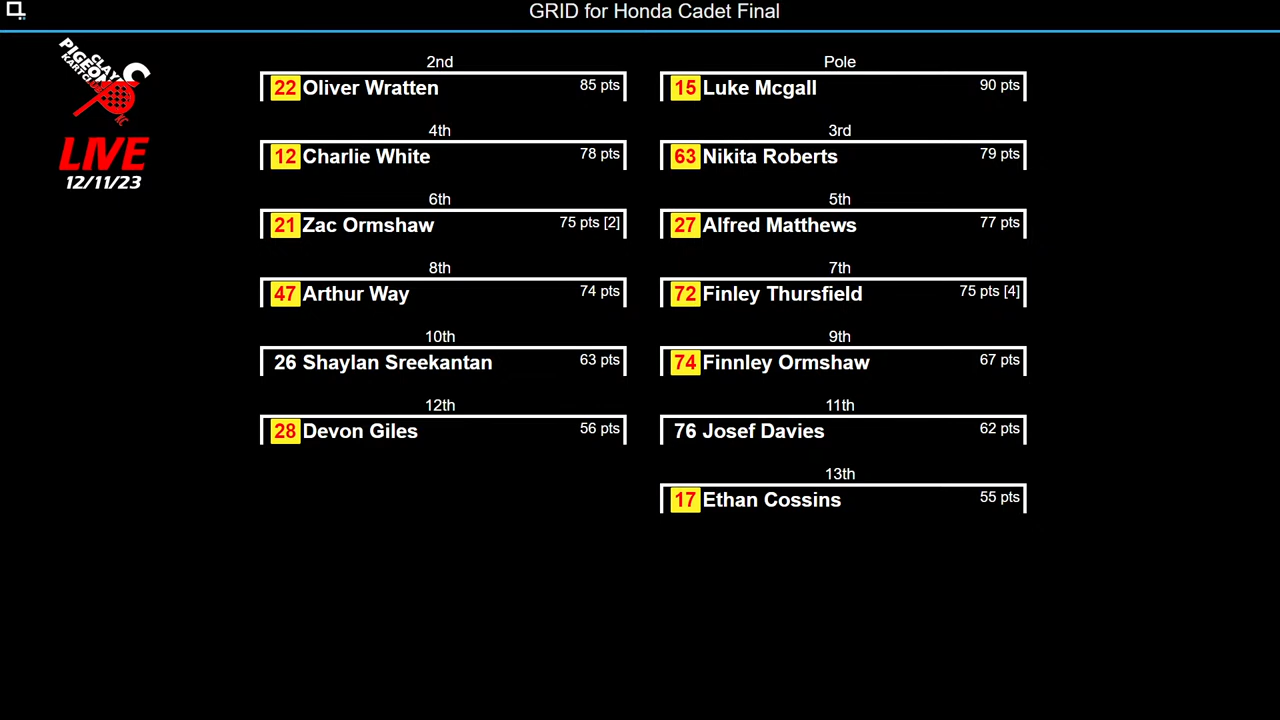 GRID for Honda Cadet Final
CLAY
PIGEON
KART CLUB
LIVE
12/11/23
2nd
22 Oliver Wratten 85 pts
Pole
15 Luke Mcgall 90 pts
4th
12 Charlie White 78 pts
3rd
63 Nikita Roberts 79 pts
6th
21 Zac Ormshaw 75 pts [2]
5th
27 Alfred Matthews 77 pts
8th
47 Arthur Way 74 pts
7th
72 Finley Thursfield 75 pts [4]
10th
26 Shaylan Sreekantan 63 pts
9th
74 Finnley Ormshaw 67 pts
12th
28 Devon Giles 56 pts
11th
76 Josef Davies 62 pts
13th
17 Ethan Cossins 55 pts